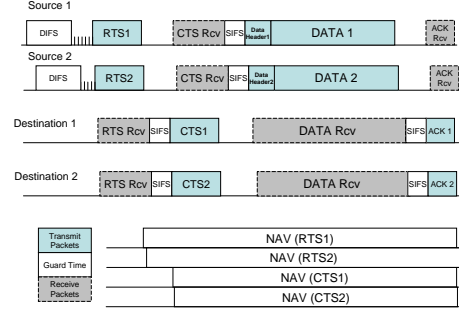 Source 1
DIFS
RTS1
CTS Rcv
SIFS
Data
Header1
DATA 1
ACK
Rcv
Source 2
DIFS
RTS2
CTS Rcv
SIFS
Data
Header2
DATA 2
ACK
Rcv
Destination 1
RTS Rcv
SIFS
CTS1
DATA Rcv
SIFS
ACK 1
Destination 2
RTS Rcv
SIFS
CTS2
DATA Rcv
SIFS
ACK 2
Transmit
Packets
Guard Time
Receive
Packets
NAV (RTS1)
NAV (RTS2)
NAV (CTS1)
NAV (CTS2)